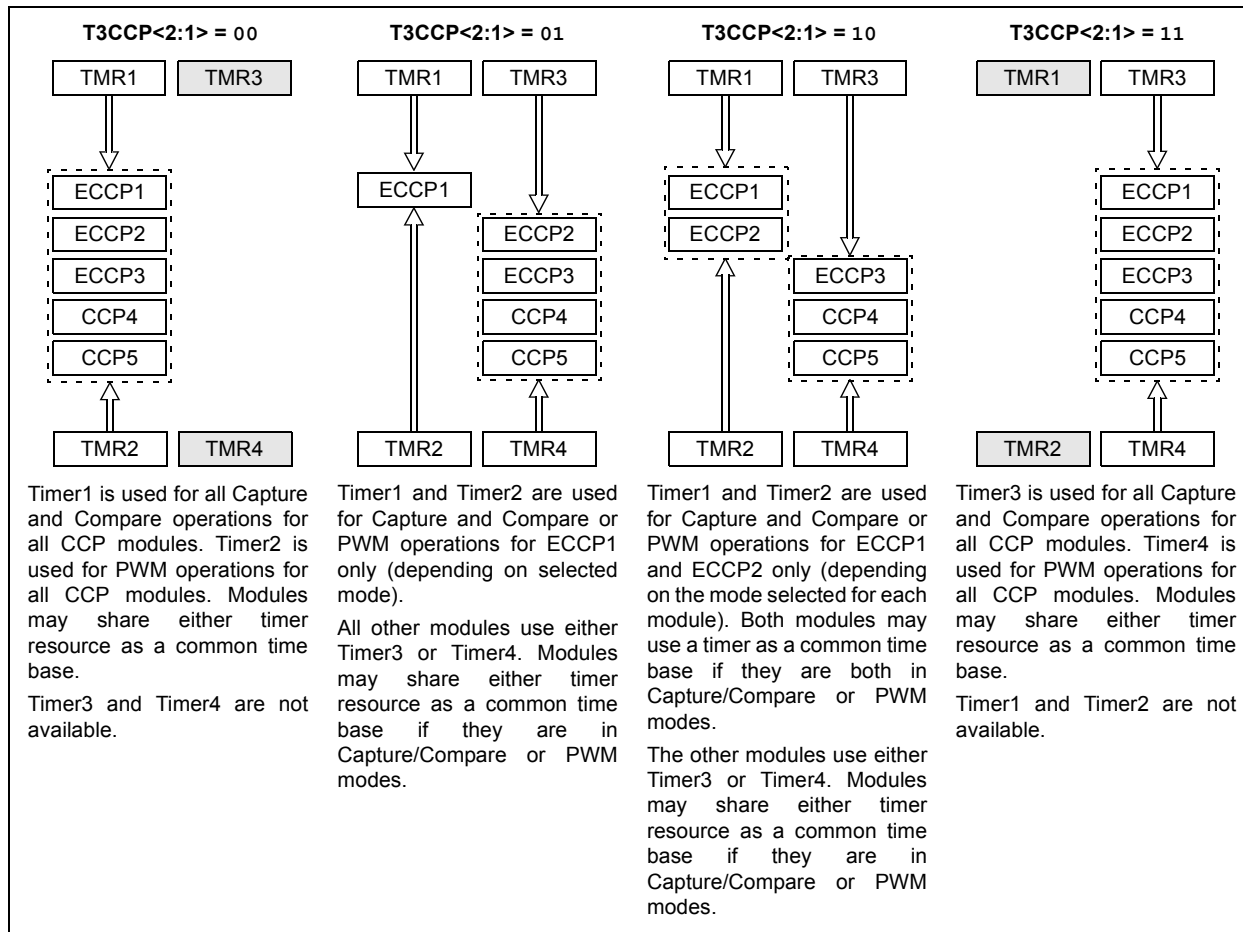 T3CCP<2:1> = 00
TMR1
TMR3
ECCP1
ECCP2
ECCP3
CCP4
CCP5
TMR2
TMR4
Timer1 is used for all Capture
and Compare operations for
all CCP modules. Timer2 is
used for PWM operations for
all CCP modules. Modules
may share either timer
resource as a common time
base.
Timer3 and Timer4 are not
available.
T3CCP<2:1> = 01
TMR1
TMR3
ECCP1
ECCP2
ECCP3
CCP4
CCP5
TMR2
TMR4
Timer1 and Timer2 are used
for Capture and Compare or
PWM operations for ECCP1
only (depending on selected
mode).
All other modules use either
Timer3 or Timer4. Modules
may share either timer
resource as a common time
base if they are in
Capture/Compare or PWM
modes.
T3CCP<2:1> = 10
TMR1
TMR3
ECCP1
ECCP2
ECCP3
CCP4
CCP5
TMR2
TMR4
Timer1 and Timer2 are used
for Capture and Compare or
PWM operations for ECCP1
and ECCP2 only (depending
on the mode selected for each
module). Both modules may
use a timer as a common time
base if they are both in
Capture/Compare or PWM
modes.
The other modules use either
Timer3 or Timer4. Modules
may share either timer
resource as a common time
base if they are in
Capture/Compare or PWM
modes.
T3CCP<2:1> = 11
TMR1
TMR3
ECCP1
ECCP2
ECCP3
CCP4
CCP5
TMR2
TMR4
Timer3 is used for all Capture
and Compare operations for
all CCP modules. Timer4 is
used for PWM operations for
all CCP modules. Modules
may share either timer
resource as a common time
base.
Timer1 and Timer2 are not
available.